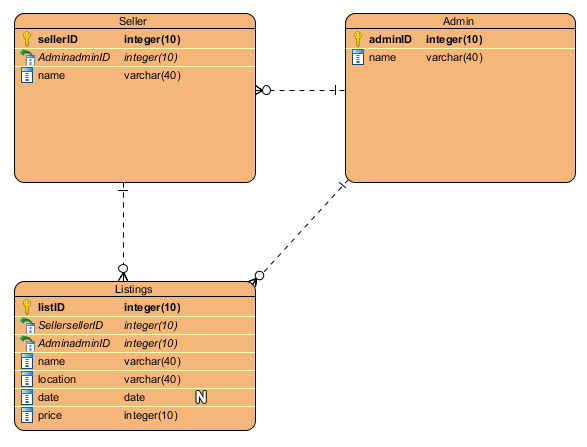 Seller
sellerID integer(10)
AdminadminID integer(10)
name varchar(40)
Admin
adminID integer(10)
name varchar(40)
Listings
listID integer(10)
SellersellerID integer(10)
AdminadminID integer(10)
name varchar(40)
location varchar(40)
date date N
price integer(10)